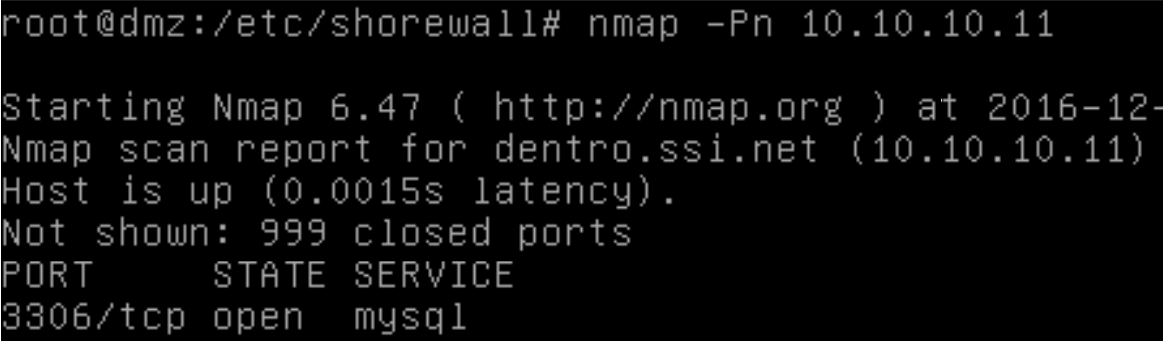 root@dmz:/etc/shorewall# nmap -Pn 10.10.10.11
Starting Nmap 6.47 ( http://nmap.org ) at 2016-12-
Nmap scan report for dentro.ssi.net (10.10.10.11)
Host is up (0.0015s latency).
Not shown: 999 closed ports
PORT     STATE SERVICE
3306/tcp open  mysql